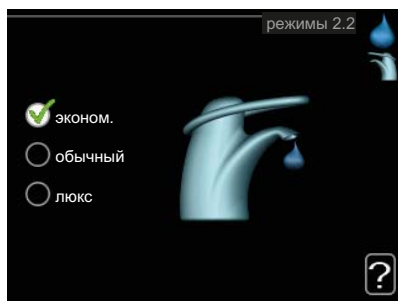 режимы 2.2
эконом.
обычный
люкс
?